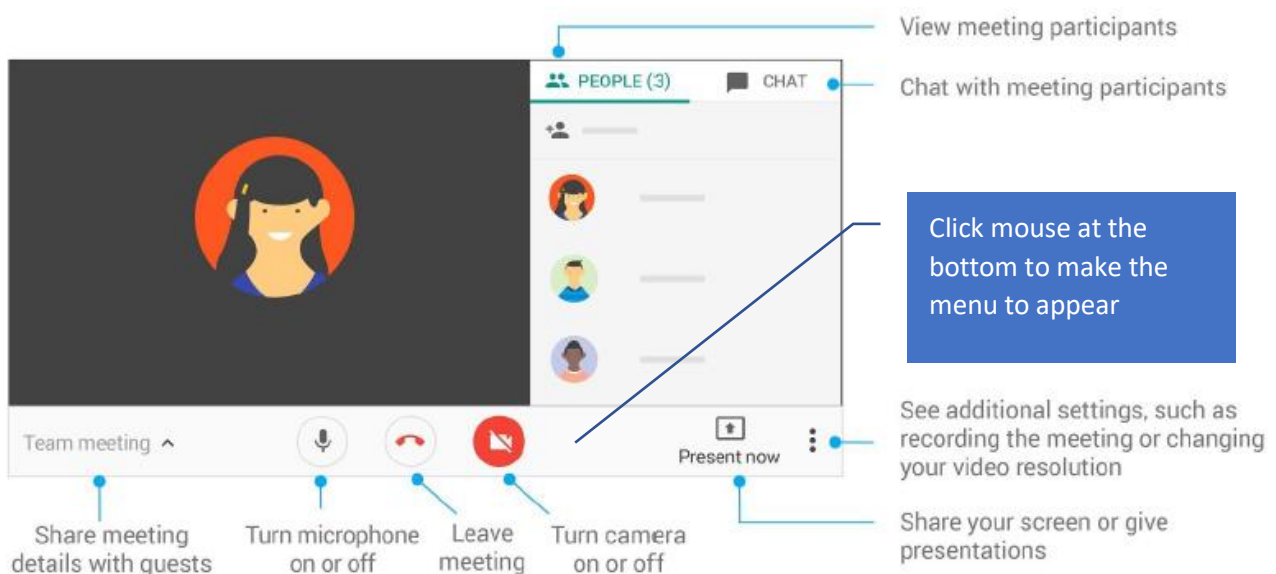 View meeting participants
PEOPLE (3)
CHAT
Chat with meeting participants
Click mouse at the
bottom to make the
menu to appear
Team meeting
Present now
See additional settings, such as
recording the meeting or changing
your video resolution
Share meeting
details with guests
Turn microphone
on or off
Leave
meeting
Turn camera
on or off
Share your screen or give
presentations